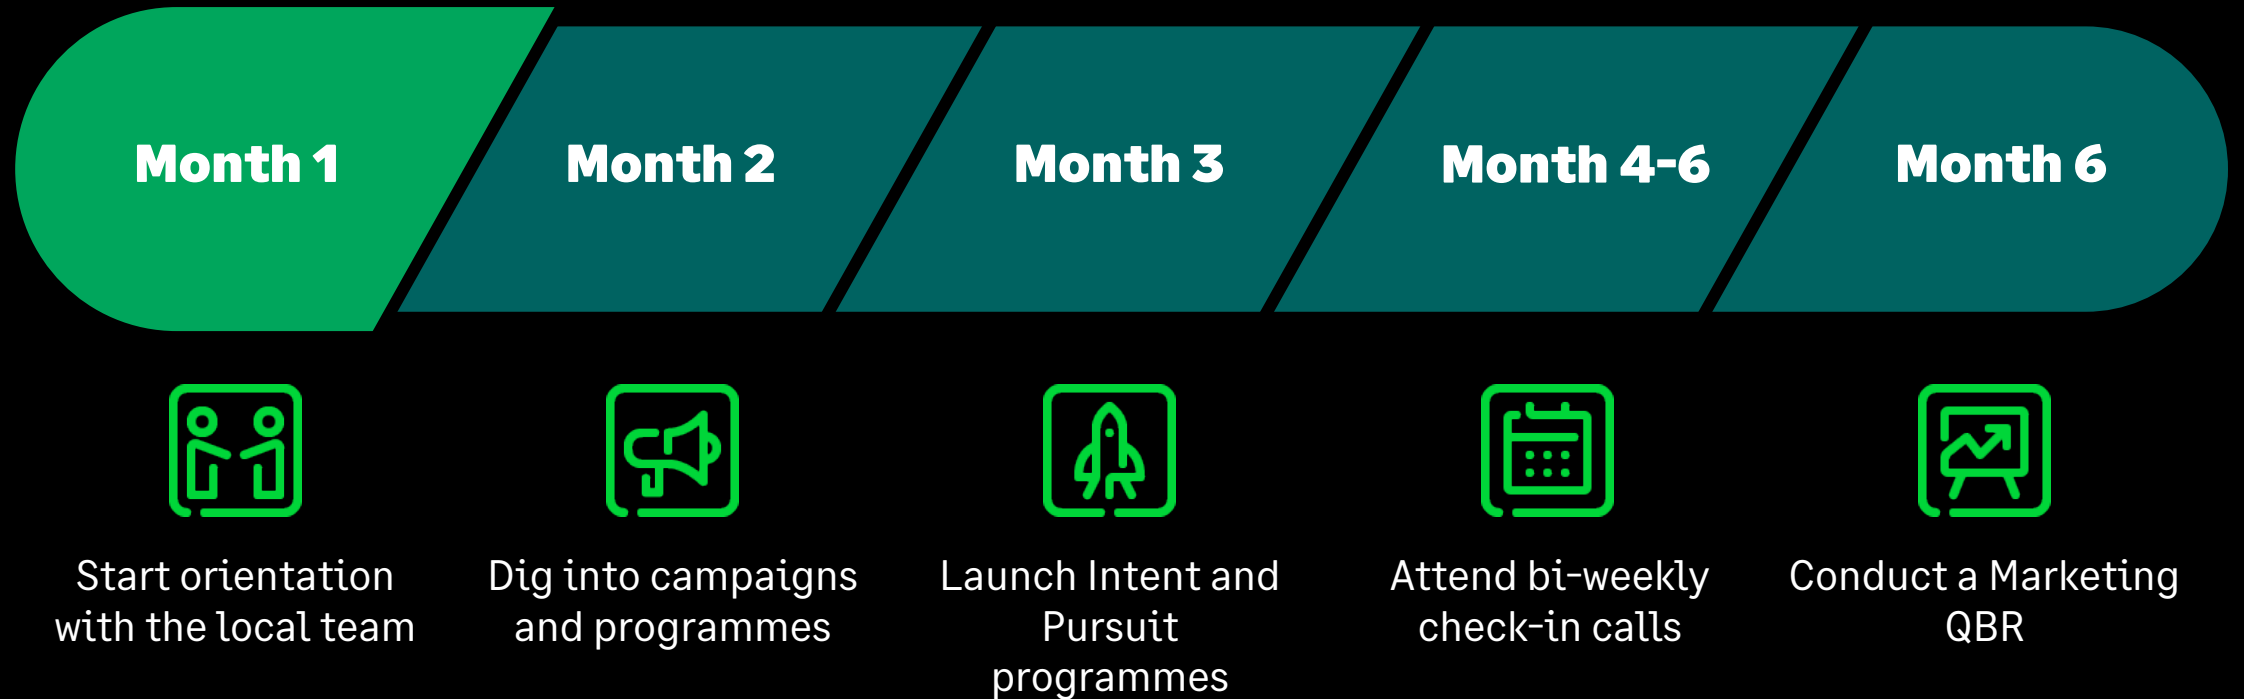 Month 1
Month 2
Month 3
Month 4-6
Month 6
Start orientation
with the local team
Dig into campaigns
and programmes
Launch Intent and
Pursuit
programmes
Attend bi-weekly
check-in calls
Conduct a Marketing
QBR